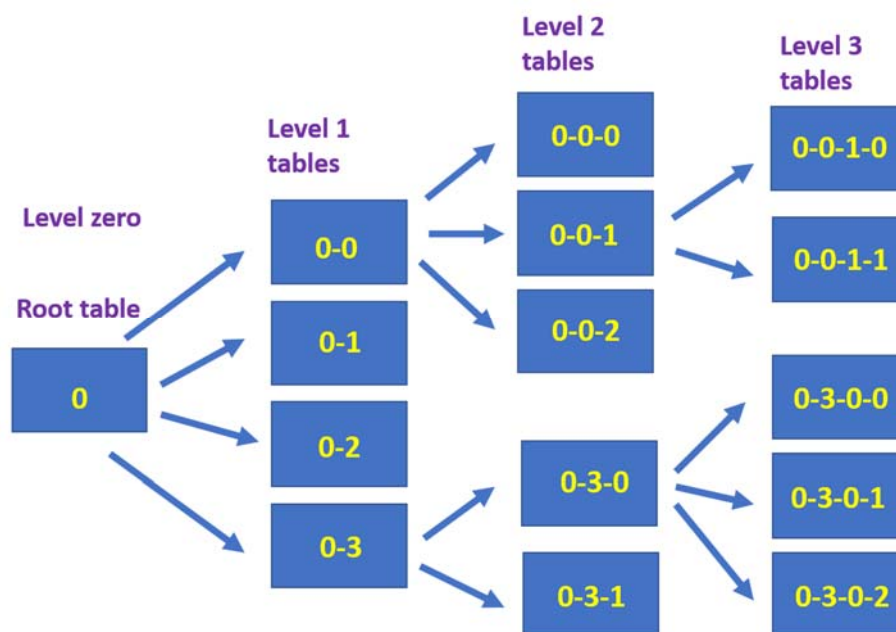 Level zero
Root table
0
Level 1
tables
0-0
0-1
0-2
0-3
Level 2
tables
0-0-0
0-0-1
0-0-2
0-3-0
0-3-1
Level 3
tables
0-0-1-0
0-0-1-1
0-3-0-0
0-3-0-1
0-3-0-2